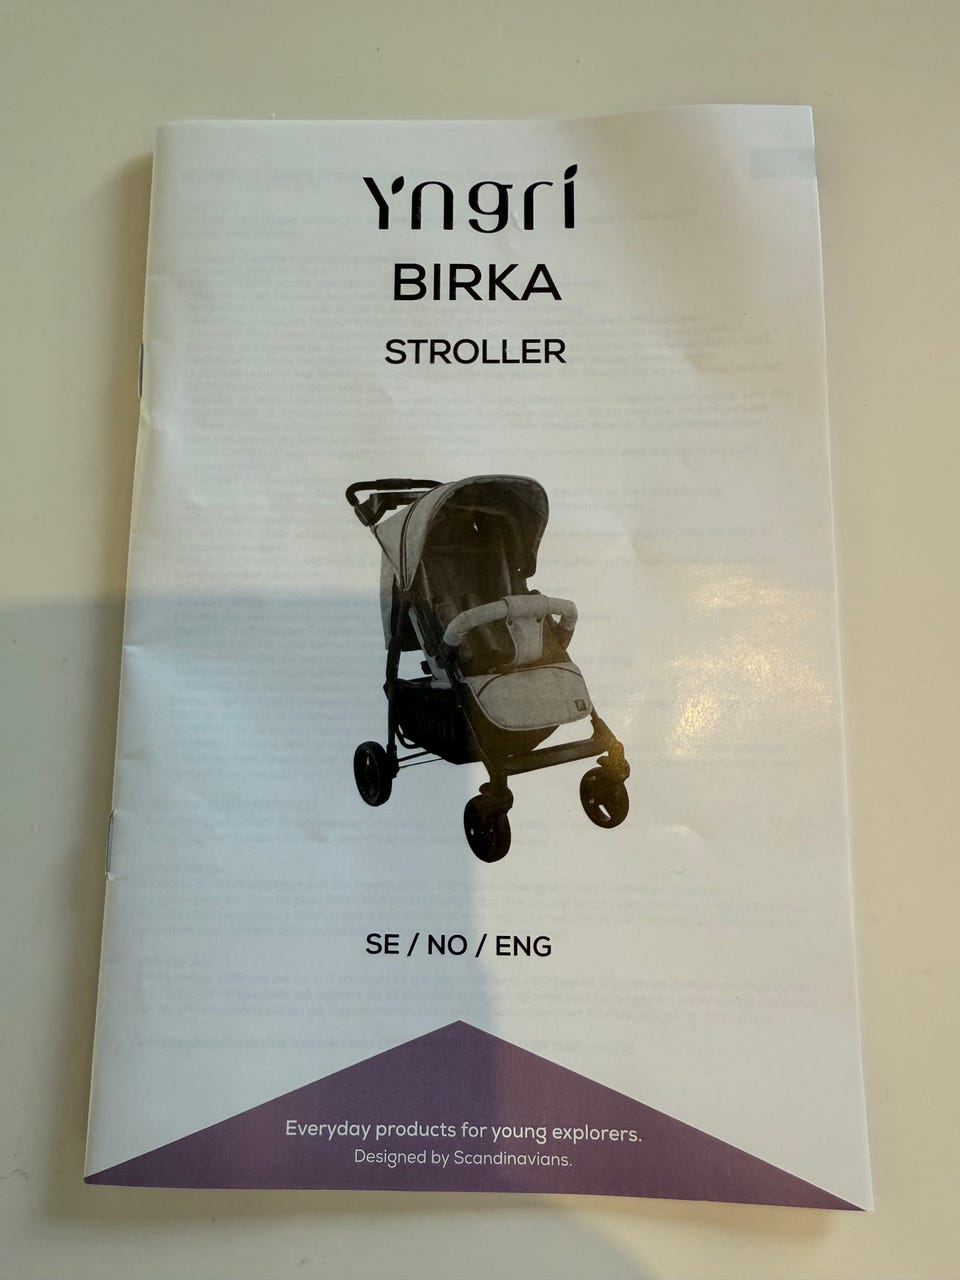 Yngri
BIRKA
STROLLER
SE / NO / ENG
Everyday products for young explorers.
Designed by Scandinavians.